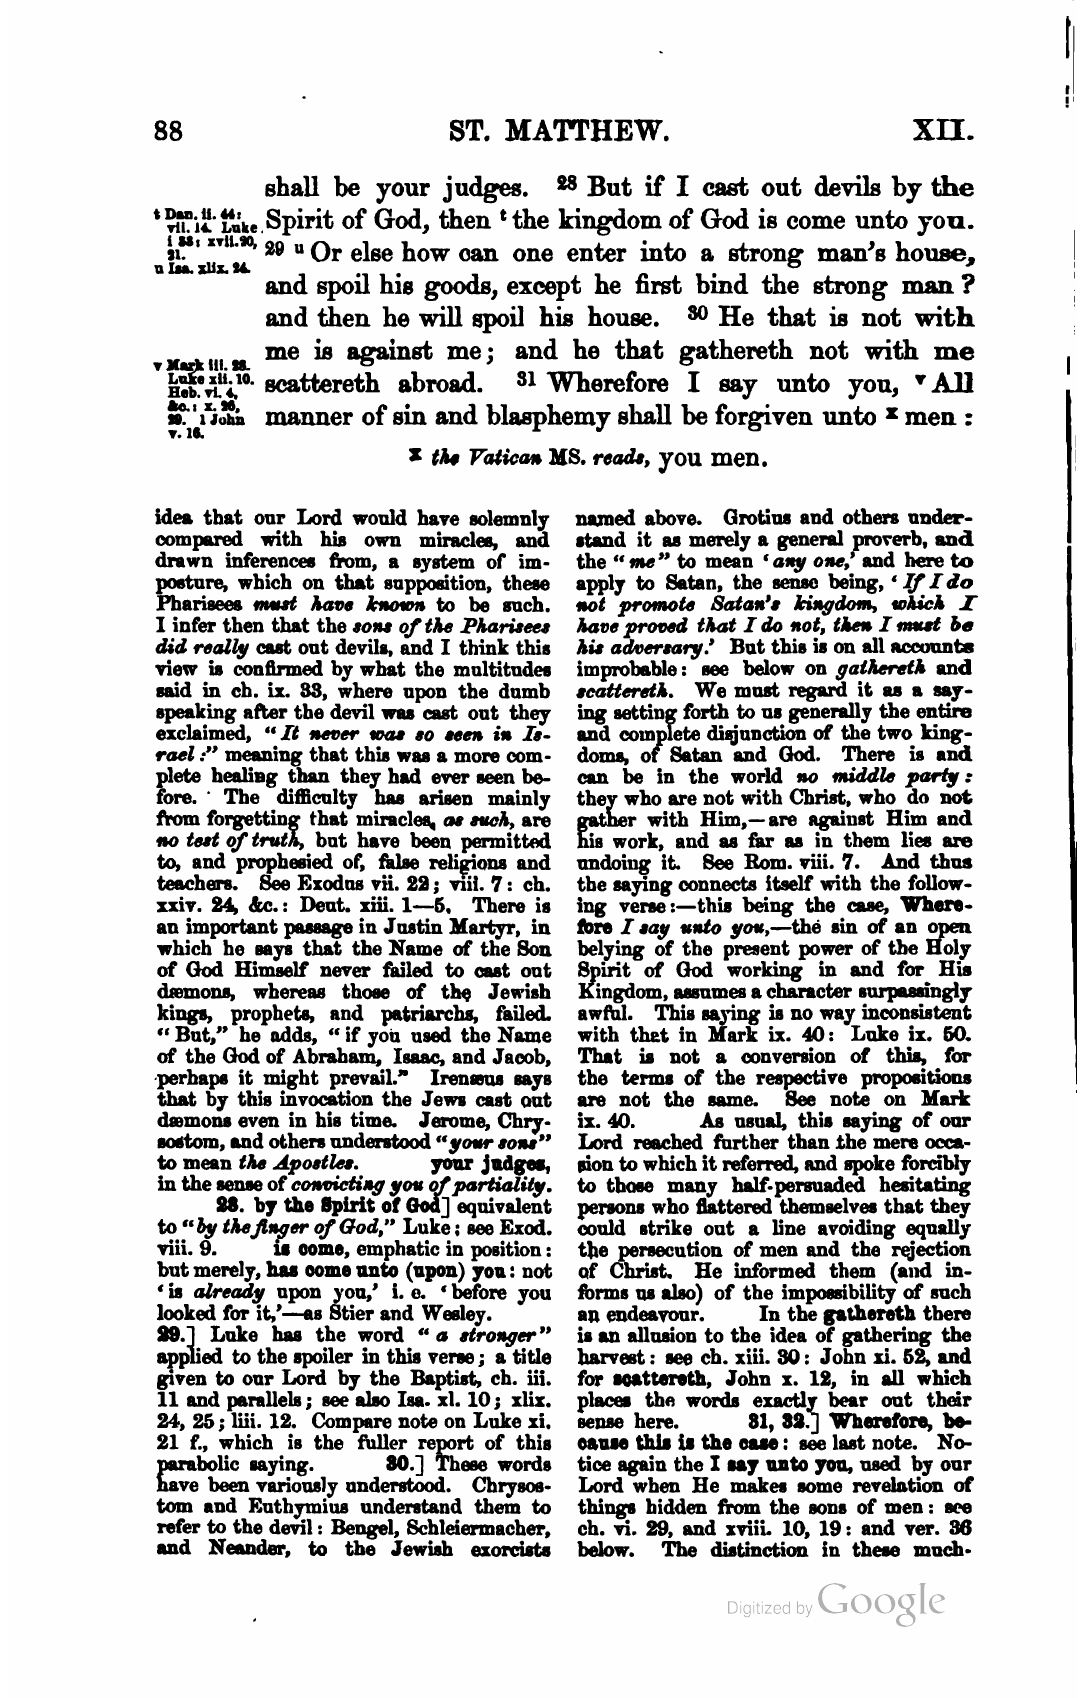 88 ST. MATTHEW. XII.
shall be your judges. 28 But if I cast out devils by the
Spirit of God, then t the kingdom of God is come unto you.
29 u Or else how can one enter into a strong man's house,
and spoil his goods, except he first bind the strong man ?
and then he will spoil his house. 30 He that is not with
me is against me; and he that gathereth not with me
scattereth abroad. 31 Wherefore I say unto you, v All
manner of sin and blasphemy shall be forgiven unto x men :
t Dan. ii. 44:
vii. 14. Luke
i 33: xvii. 20,
21.
u Isa. xlix. 24.
v Mark iii. 28.
Luke xii. 10.
Heb. vi. 4,
&c.: x. 26,
29. 1 John
v. 16.
x the Vatican MS. reads, you men.
idea that our Lord would have solemnly
compared with his own miracles, and
drawn inferences from, a system of im-
posture, which on that supposition, these
Pharisees must have known to be such.
I infer then that the sons of the Pharisees
did really cast out devils, and I think this
view is confirmed by what the multitudes
said in ch. ix. 33, where upon the dumb
speaking after the devil was cast out they
exclaimed, “It never was so seen in Is-
rael :” meaning that this was a more com-
plete healing than they had ever seen be-
fore. The difficulty has arisen mainly
from forgetting that miracles, as such, are
no test of truth, but have been permitted
to, and prophesied of, false religions and
teachers. See Exodus vii. 22; viii. 7: ch.
xxiv. 24, &c.: Deut. xiii. 1—5. There is
an important passage in Justin Martyr, in
which he says that the Name of the Son
of God Himself never failed to cast out
dæmons, whereas those of the Jewish
kings, prophets, and patriarchs, failed.
“But,” he adds, “if you used the Name
of the God of Abraham, Isaac, and Jacob,
perhaps it might prevail.” Irenæus says
that by this invocation the Jews cast out
dæmons even in his time. Jerome, Chry-
sostom, and others understood “your sons”
to mean the Apostles. your judges,
in the sense of convicting you of partiality.
28. by the Spirit of God] equivalent
to “by the finger of God,” Luke; see Exod.
viii. 9. is come, emphatic in position:
but merely, has come unto (upon) you: not
‘is already upon you,’ i. e. ‘before you
looked for it,’—as Stier and Wesley.
29.] Luke has the word “a stronger”
applied to the spoiler in this verse; a title
given to our Lord by the Baptist, ch. iii.
11 and parallels; see also Isa. xl. 10; xlix.
24, 25; liii. 12. Compare note on Luke xi.
21 f., which is the fuller report of this
parabolic saying. 30.] These words
have been variously understood. Chrysos-
tom and Euthymius understand them to
refer to the devil: Bengel, Schleiermacher,
and Neander, to the Jewish exorcists
named above. Grotius and others under-
stand it as merely a general proverb, and
the “me” to mean ‘any one,’ and here to
apply to Satan, the sense being, ‘If I do
not promote Satan's kingdom, which I
have proved that I do not, then I must be
his adversary.’ But this is on all accounts
improbable: see below on gathereth and
scattereth. We must regard it as a say-
ing setting forth to us generally the entire
and complete disjunction of the two king-
doms, of Satan and God. There is and
can be in the world no middle party :
they who are not with Christ, who do not
gather with Him,—are against Him and
his work, and as far as in them lies are
undoing it. See Rom. viii. 7. And thus
the saying connects itself with the follow-
ing verse:—this being the case, Where-
fore I say unto you,—the sin of an open
belying of the present power of the Holy
Spirit of God working in and for His
Kingdom, assumes a character surpassingly
awful. This saying is no way inconsistent
with that in Mark ix. 40: Luke ix. 50.
That is not a conversion of this, for
the terms of the respective propositions
are not the same. See note on Mark
ix. 40. As usual, this saying of our
Lord reached further than the mere occa-
sion to which it referred, and spoke forcibly
to those many half-persuaded hesitating
persons who flattered themselves that they
could strike out a line avoiding equally
the persecution of men and the rejection
of Christ. He informed them (and in-
forms us also) of the impossibility of such
an endeavour. In the gathereth there
is an allusion to the idea of gathering the
harvest: see ch. xiii. 30: John xi. 52, and
for scattereth, John x. 12, in all which
places the words exactly bear out their
sense here. 31, 32.] Wherefore, be-
cause this is the case: see last note. No-
tice again the I say unto you, used by our
Lord when He makes some revelation of
things hidden from the sons of men: see
ch. vi. 29, and xviii. 10, 19: and ver. 36
below. The distinction in these much-
Digitized by Google